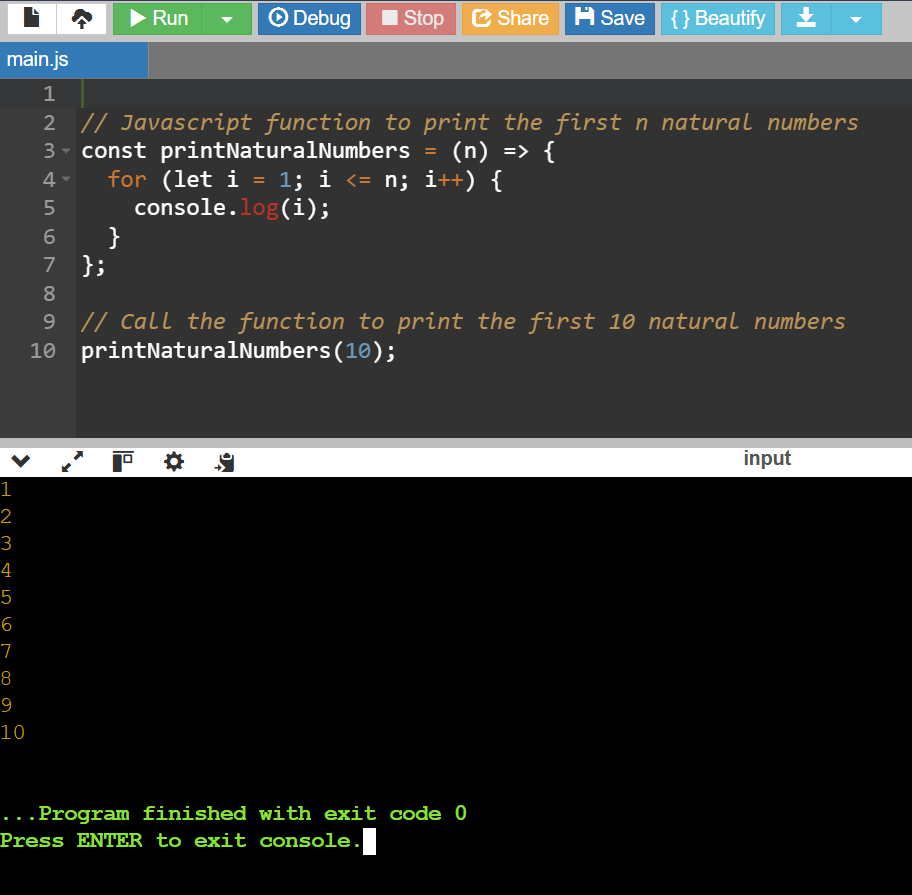 Run Debug Stop Share Save { } Beautify
main.js
1
2 // Javascript function to print the first n natural numbers
3 const printNaturalNumbers = (n) => {
4   for (let i = 1; i <= n; i++) {
5     console.log(i);
6   }
7 };
8
9 // Call the function to print the first 10 natural numbers
10 printNaturalNumbers(10);
input
1
2
3
4
5
6
7
8
9
10
...Program finished with exit code 0
Press ENTER to exit console.